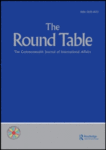 The
Round Table
The Commonwealth Journal of International Affairs